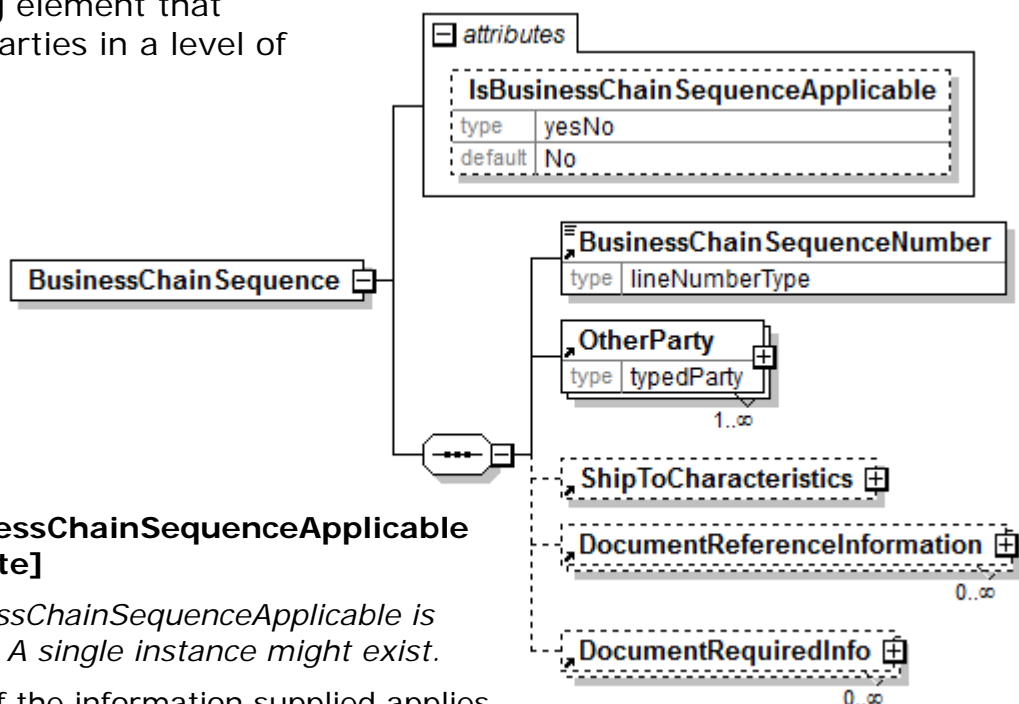 element that
arties in a level of
attributes
IsBusinessChainSequenceApplicable
type yesNo
default No
BusinessChainSequence
BusinessChainSequenceNumber
type lineNumberType
OtherParty
type typedParty
1..∞
ShipToCharacteristics
DocumentReferenceInformation
0..∞
DocumentRequiredInfo
0..∞
essChainSequenceApplicable
te]
ssChainSequenceApplicable is
A single instance might exist.
f the information supplied applies